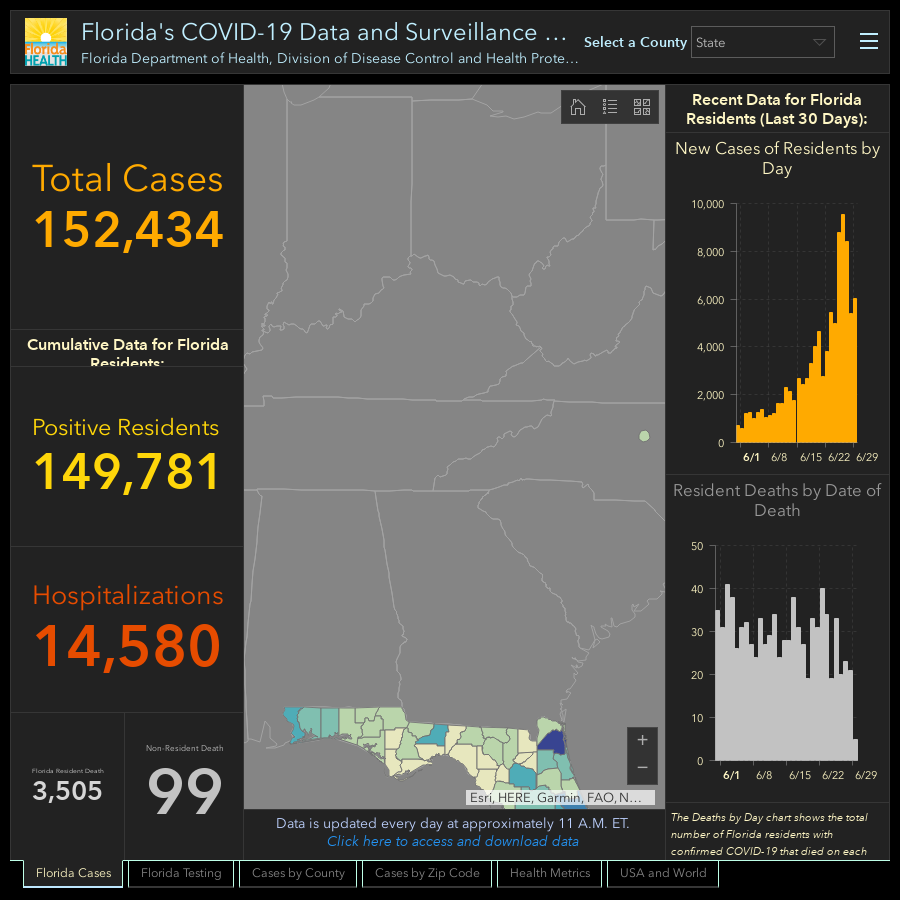 Florida's COVID-19 Data and Surveillance ...
Florida Department of Health, Division of Disease Control and Health Prote...
Florida
HEALTH
Select a County
State
Total Cases
152,434
Cumulative Data for Florida
Residents:
Positive Residents
149,781
Hospitalizations
14,580
Florida Resident Death
3,505
Non-Resident Death
99
+
−
Esri, HERE, Garmin, FAO, N...
Data is updated every day at approximately 11 A.M. ET.
Click here to access and download data
Recent Data for Florida
Residents (Last 30 Days):
New Cases of Residents by
Day
10,000
8,000
6,000
4,000
2,000
0
6/1 6/8 6/15 6/22 6/29
Resident Deaths by Date of
Death
50
40
30
20
10
0
6/1 6/8 6/15 6/22 6/29
The Deaths by Day chart shows the total
number of Florida residents with
confirmed COVID-19 that died on each
Florida Cases
Florida Testing
Cases by County
Cases by Zip Code
Health Metrics
USA and World